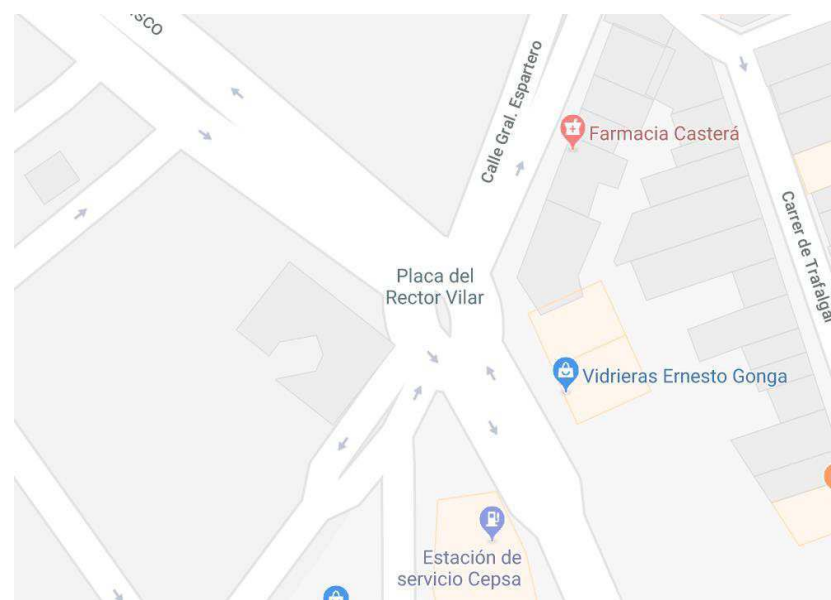 Calle Gral. Espartero
Farmacia Casterá
Carrer de Trafalgar
Placa del
Rector Vilar
Vidrieras Ernesto Gonga
Estación de
servicio Cepsa